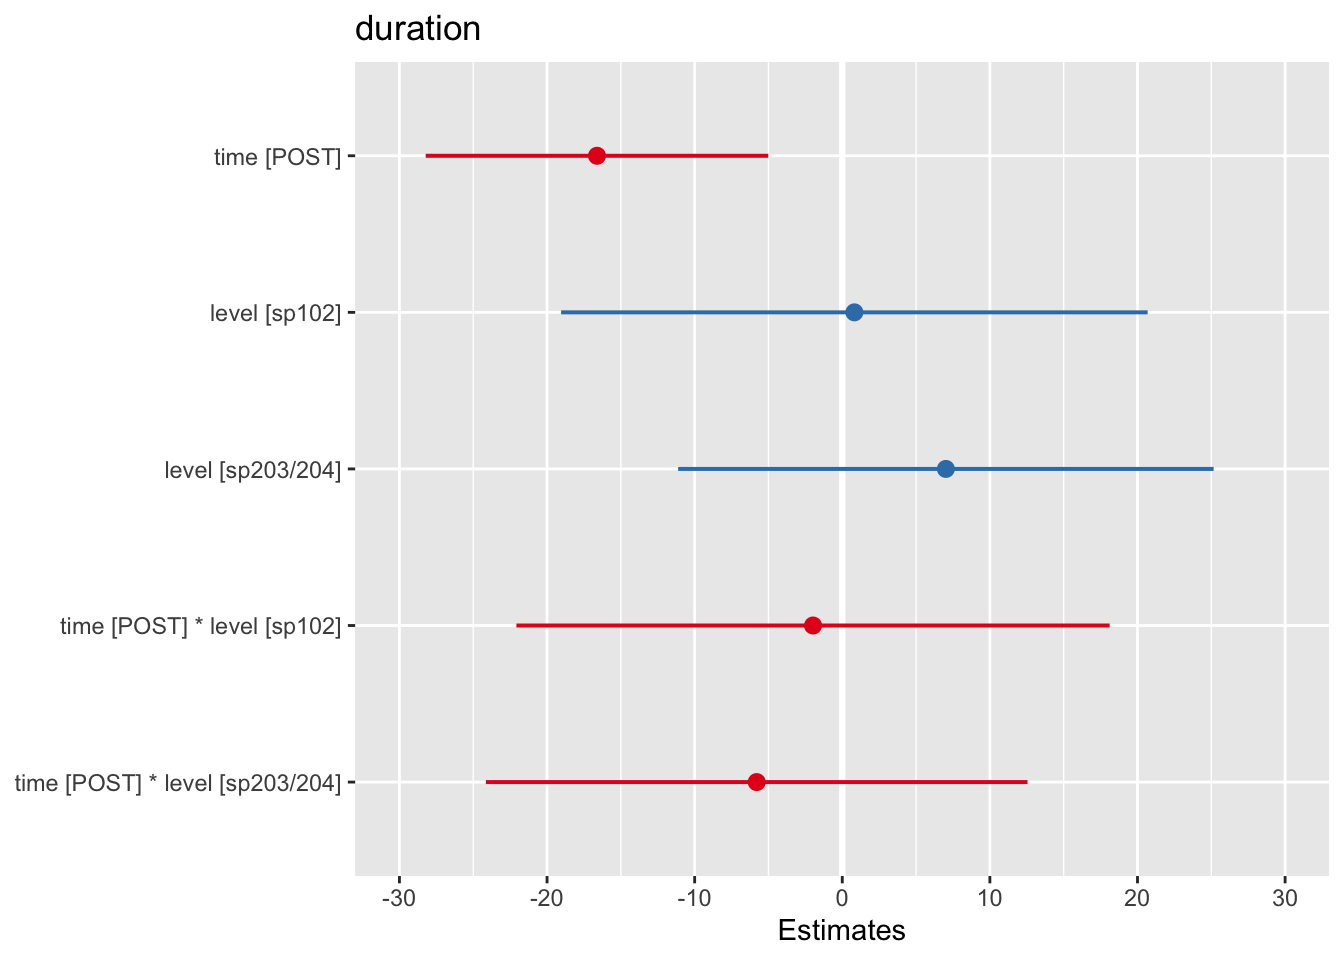 duration
time [POST]
level [sp102]
level [sp203/204]
time [POST] * level [sp102]
time [POST] * level [sp203/204]
-30 -20 -10 0 10 20 30
Estimates